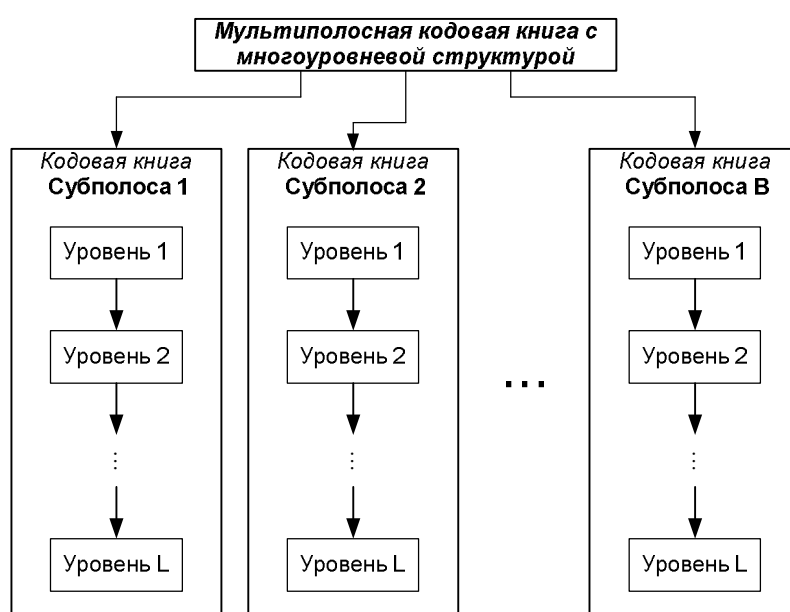 Мультиполосная кодовая книга с
многоуровневой структурой
Кодовая книга
Субполоса 1
Уровень 1
Уровень 2
...
Уровень L
Кодовая книга
Субполоса 2
Уровень 1
Уровень 2
...
Уровень L
...
Кодовая книга
Субполоса B
Уровень 1
Уровень 2
...
Уровень L